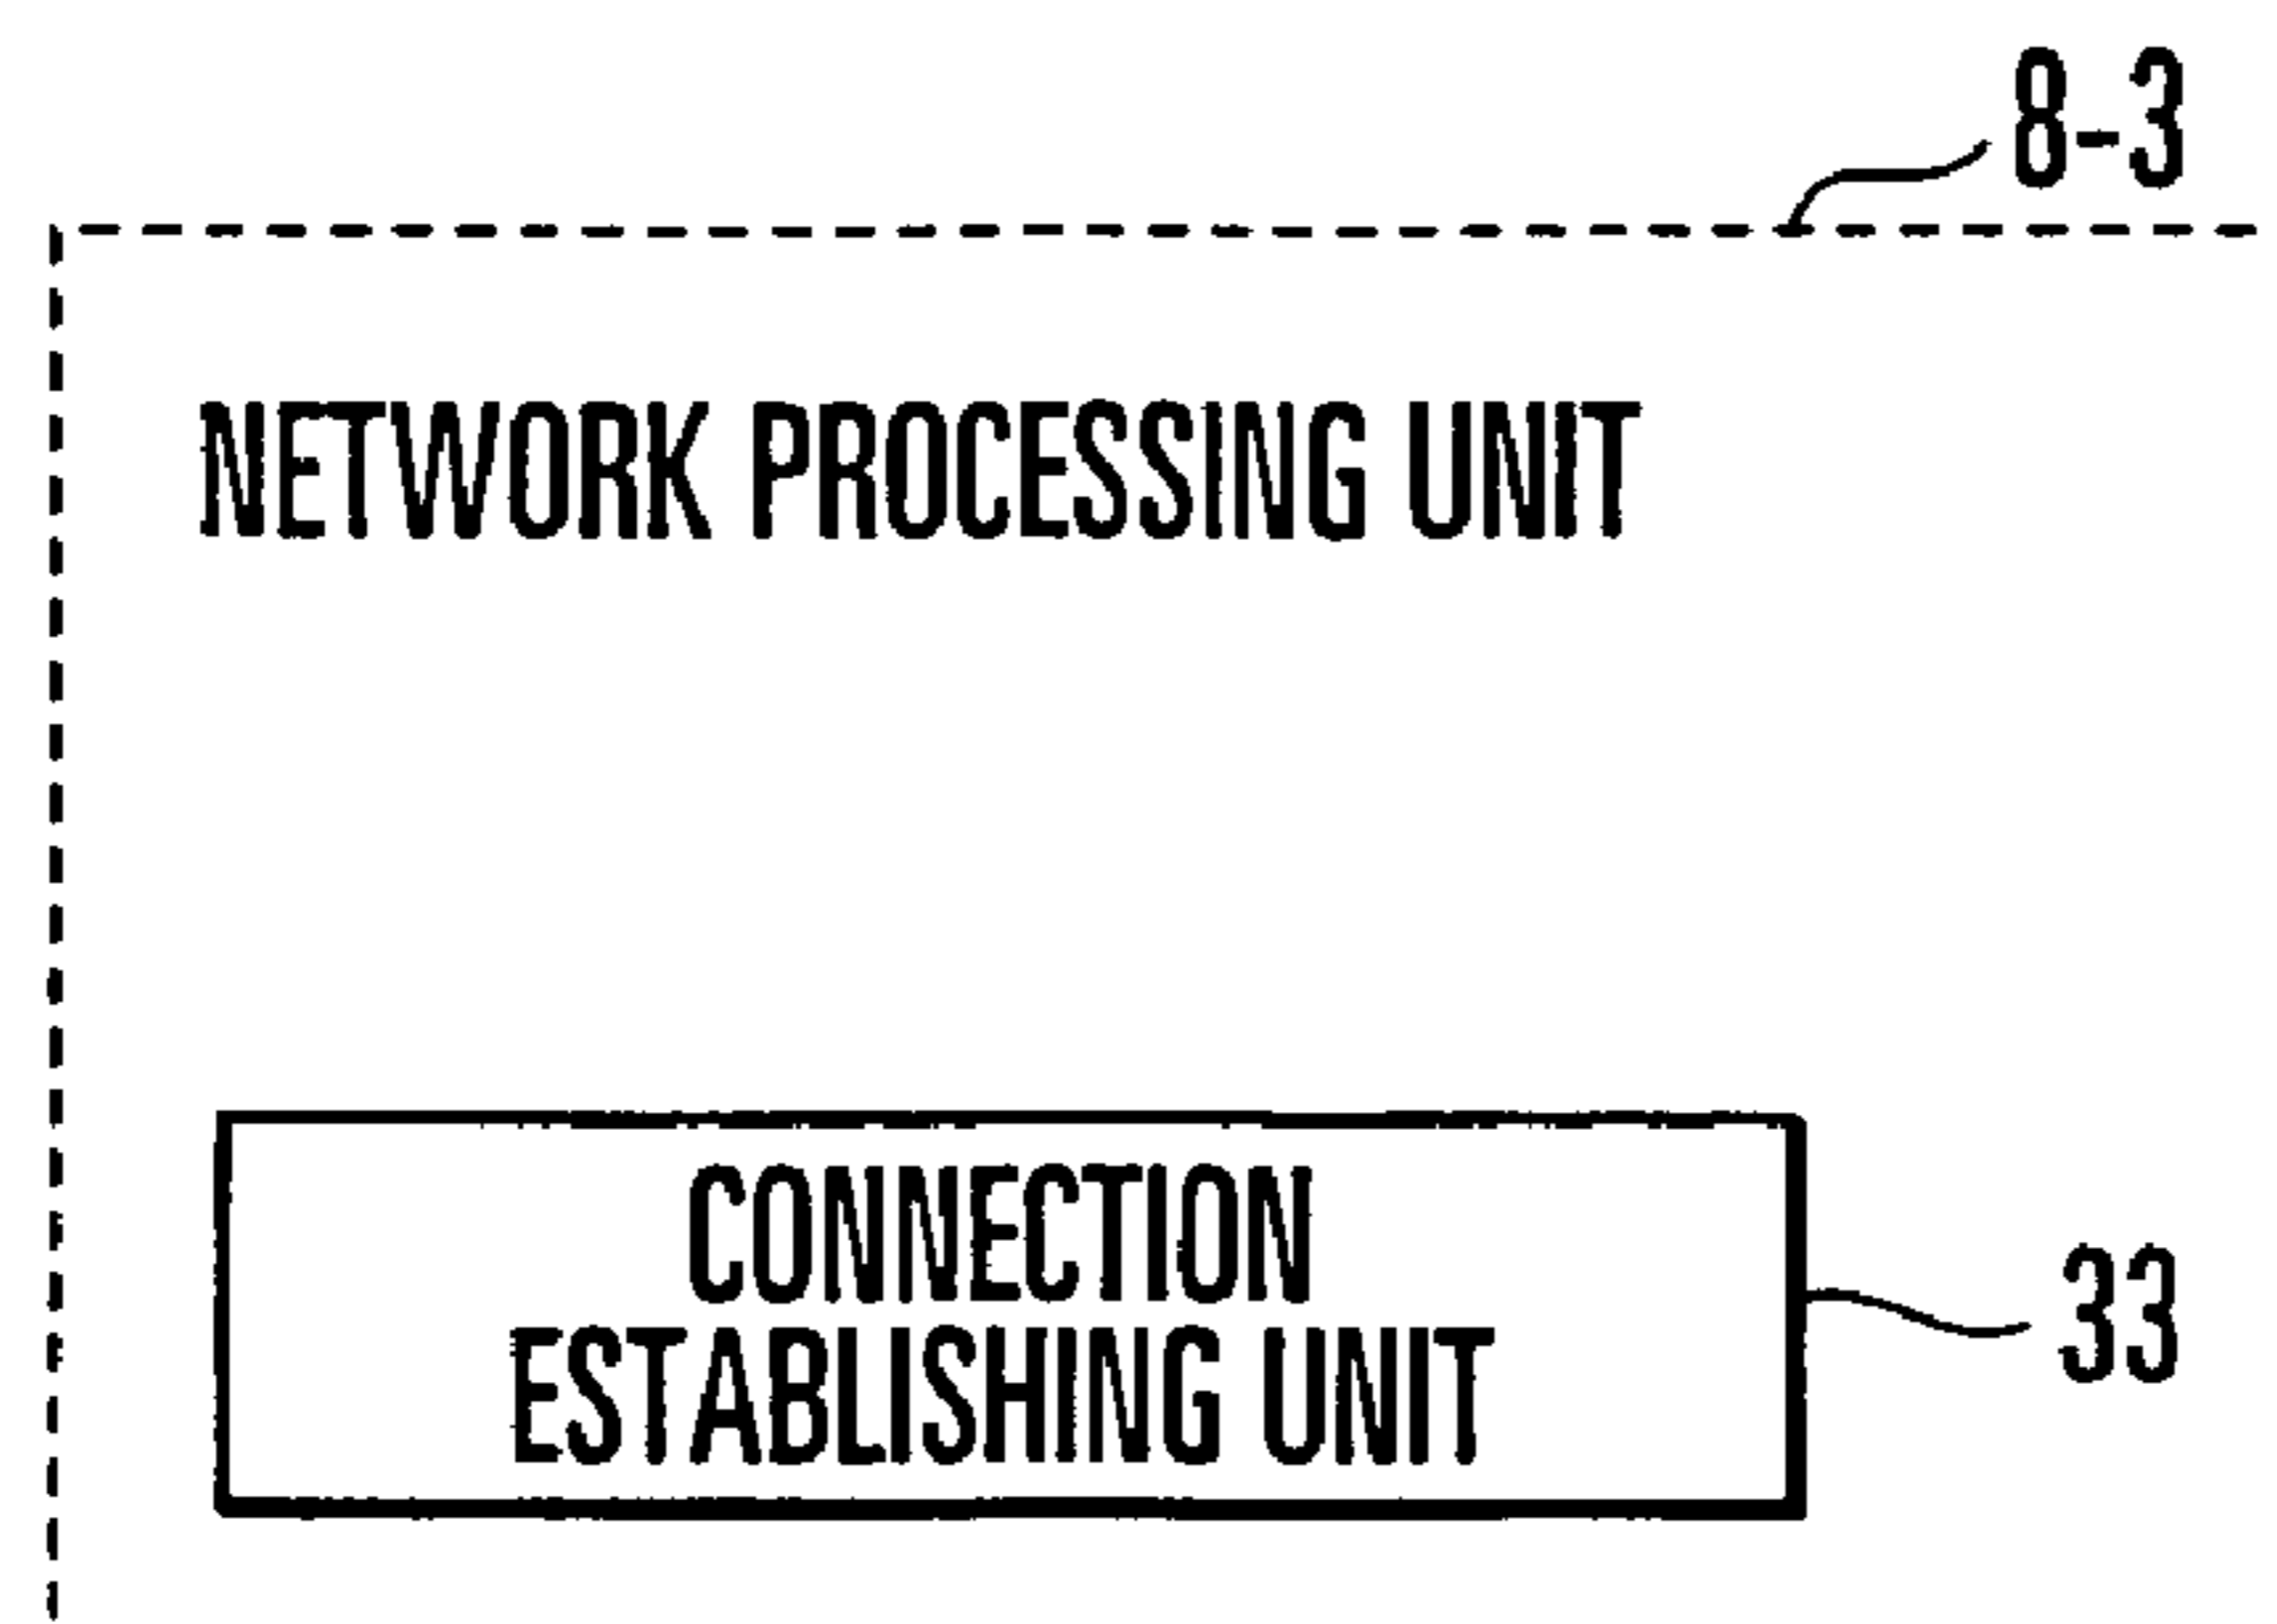 8-3
NETWORK PROCESSING UNIT
CONNECTION
ESTABLISHING UNIT
33